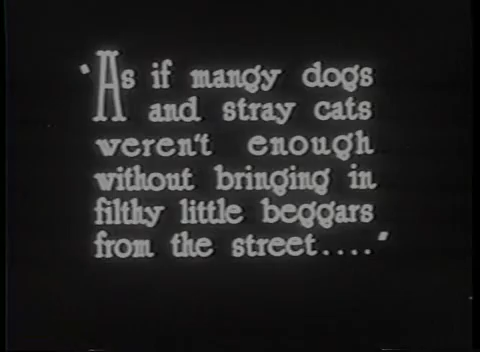 "As if mangy dogs
and stray cats
weren't enough
without bringing in
filthy little beggars
from the street...."